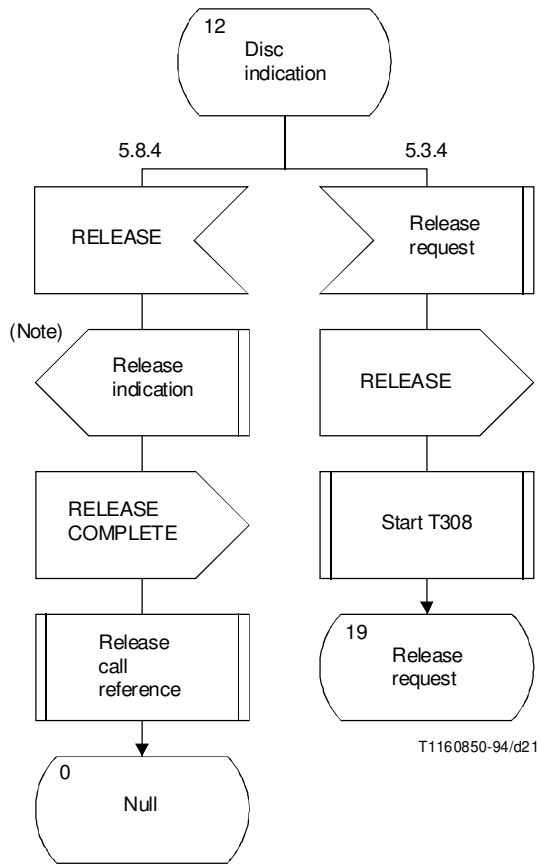 12
Disc
indication
5.8.4
5.3.4
RELEASE
Release
request
(Note)
Release
indication
RELEASE
RELEASE
COMPLETE
Start T308
Release
call
reference
19
Release
request
T1160850-94/d21
0
Null